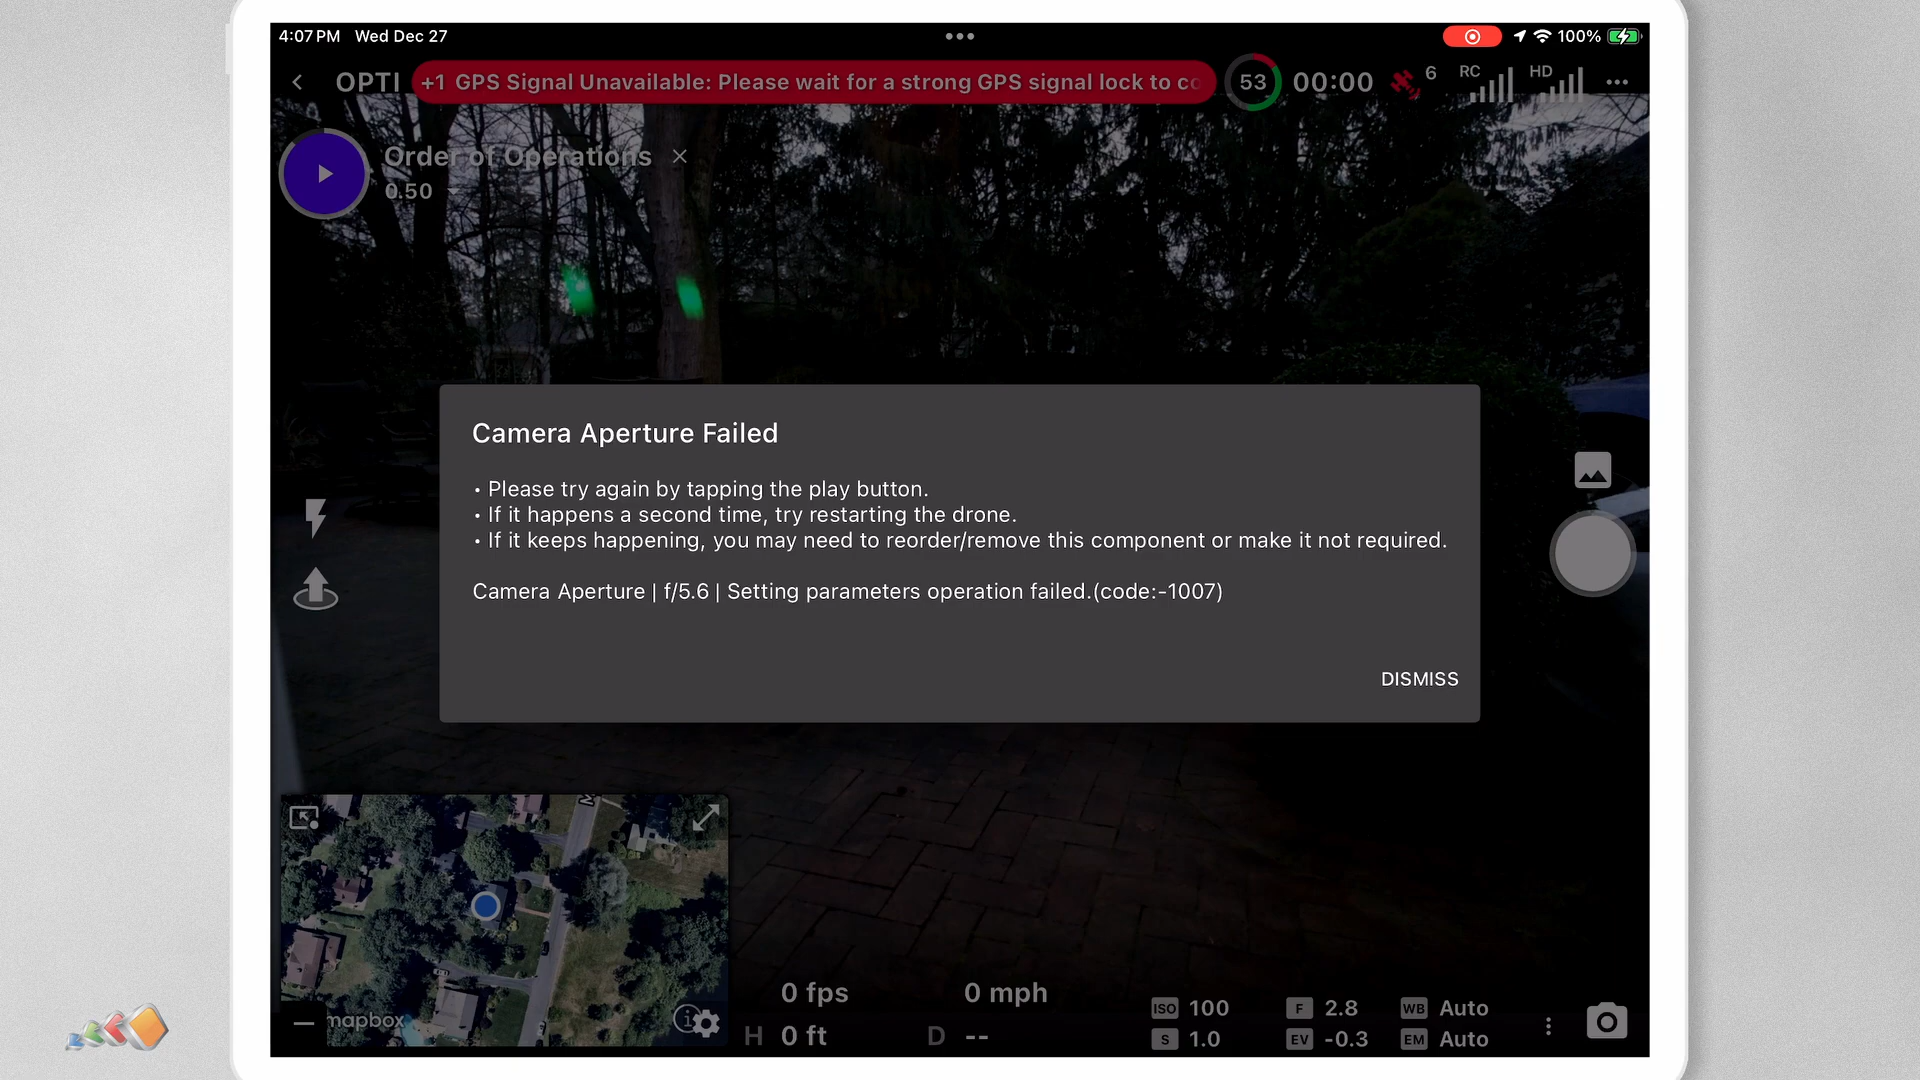 4:07 PM Wed Dec 27
100%
OPTI
+1 GPS Signal Unavailable: Please wait for a strong GPS signal lock to co
53
00:00
6
RC
HD
Order of Operations
0.50
Camera Aperture Failed
• Please try again by tapping the play button.
• If it happens a second time, try restarting the drone.
• If it keeps happening, you may need to reorder/remove this component or make it not required.
Camera Aperture | f/5.6 | Setting parameters operation failed.(code:-1007)
DISMISS
mapbox
0 fps
0 mph
H 0 ft
D --
ISO 100
F 2.8
WB Auto
S 1.0
EV -0.3
EM Auto